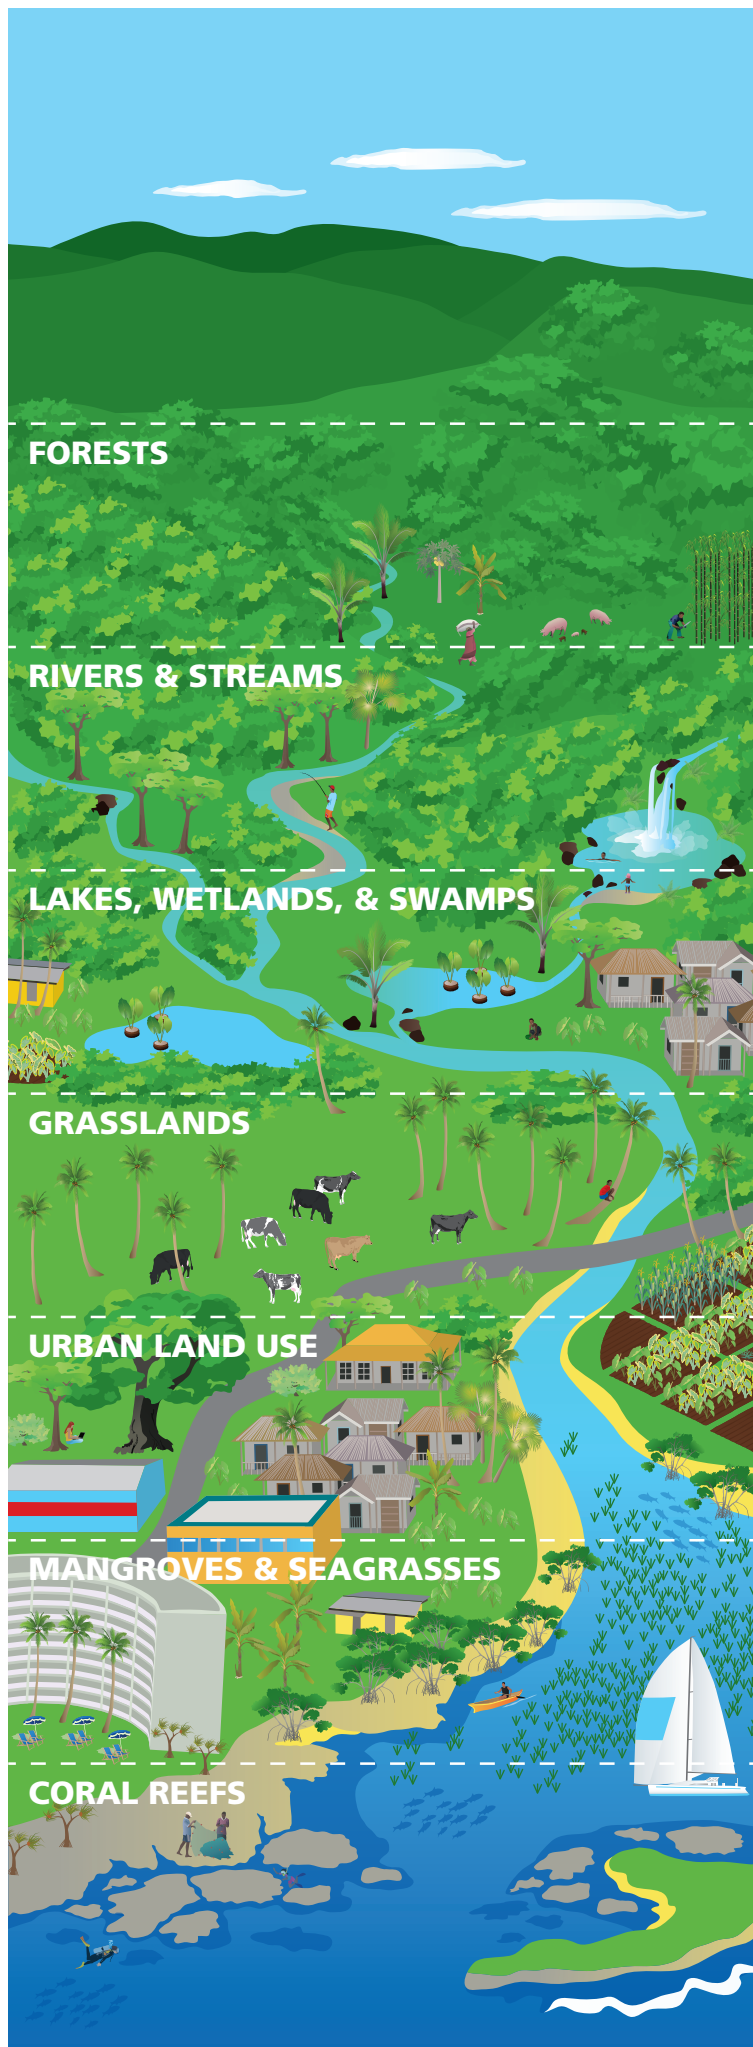 FORESTS
RIVERS & STREAMS
LAKES, WETLANDS, & SWAMPS
GRASSLANDS
URBAN LAND USE
MANGROVES & SEAGRASSES
CORAL REEFS